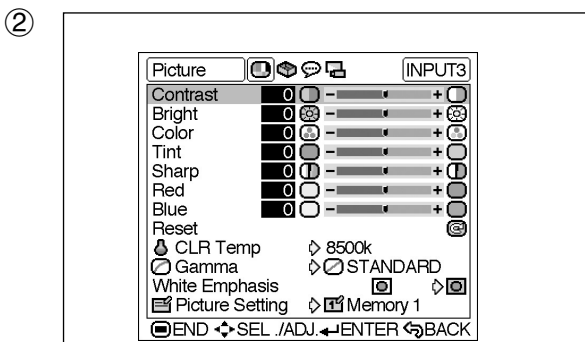 ②
Picture INPUT3
Contrast 0 - +
Bright 0 - +
Color 0 - +
Tint 0 - +
Sharp 0 - +
Red 0 - +
Blue 0 - +
Reset
CLR Temp 8500k
Gamma STANDARD
White Emphasis
Picture Setting 1 Memory 1
END SEL ./ADJ. ENTER BACK